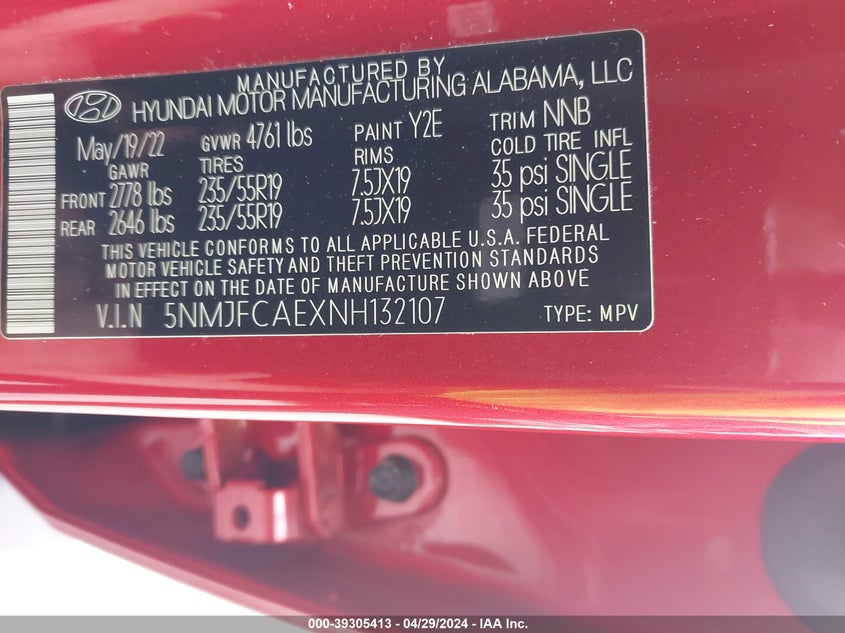 MANUFACTURED BY
HYUNDAI MOTOR MANUFACTURING ALABAMA, LLC
May/19/22 GVWR 4761 lbs PAINT Y2E TRIM NNB
GAWR TIRES RIMS COLD TIRE INFL
FRONT 2778 lbs 235/55R19 7.5JX19 35 psi SINGLE
REAR 2646 lbs 235/55R19 7.5JX19 35 psi SINGLE
THIS VEHICLE CONFORMS TO ALL APPLICABLE U.S.A. FEDERAL
MOTOR VEHICLE SAFETY AND THEFT PREVENTION STANDARDS
IN EFFECT ON THE DATE OF MANUFACTURE SHOWN ABOVE
V.I.N 5NMJFCAEXNH132107 TYPE: MPV
000-39305413 - 04/29/2024 - IAA Inc.